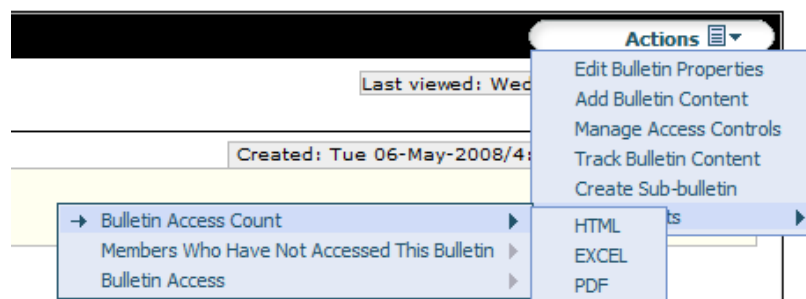 Actions
Edit Bulletin Properties
Last viewed: Wed
Add Bulletin Content
Manage Access Controls
Created: Tue 06-May-2008/4:
Track Bulletin Content
Create Sub-bulletin
ts
Bulletin Access Count
HTML
Members Who Have Not Accessed This Bulletin
EXCEL
Bulletin Access
PDF